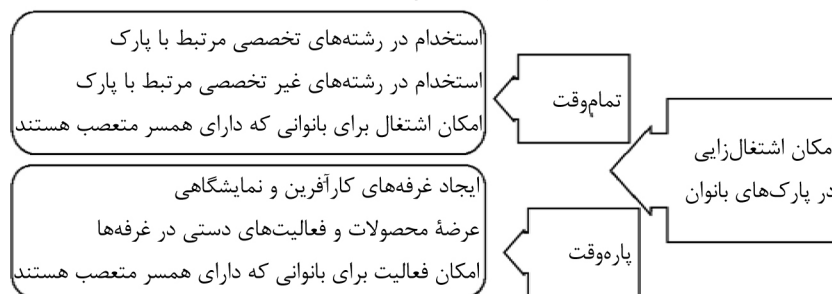 امکان اشتغال‌زایی
در پارک‌های بانوان
تمام‌وقت
استخدام در رشته‌های تخصصی مرتبط با پارک
استخدام در رشته‌های غیر تخصصی مرتبط با پارک
امکان اشتغال برای بانوانی که دارای همسر متعصب هستند
پاره‌وقت
ایجاد غرفه‌های کارآفرین و نمایشگاهی
عرضهٔ محصولات و فعالیت‌های دستی در غرفه‌ها
امکان فعالیت برای بانوانی که دارای همسر متعصب هستند